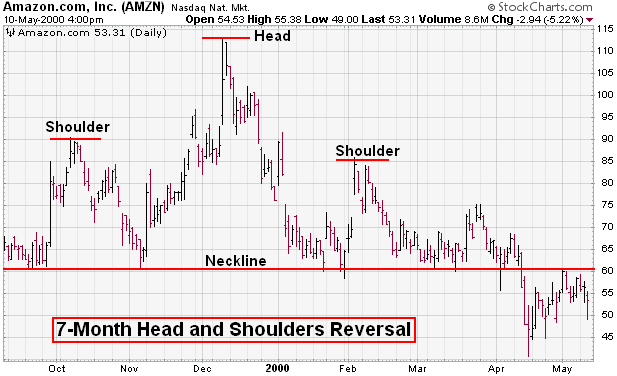 Amazon.com, Inc. (AMZN) Nasdaq Nat. Mkt. © StockCharts.com
10-May-2000 4:00pm Open 54.53 High 55.38 Low 49.00 Last 53.31 Volume 8.6M Chg -2.94 (-5.22%)
Amazon.com 53.31 (Daily)
Head
Shoulder
Shoulder
Neckline
7-Month Head and Shoulders Reversal
115
110
105
100
95
90
85
80
75
70
65
60
55
50
45
Oct Nov Dec 2000 Feb Mar Apr May